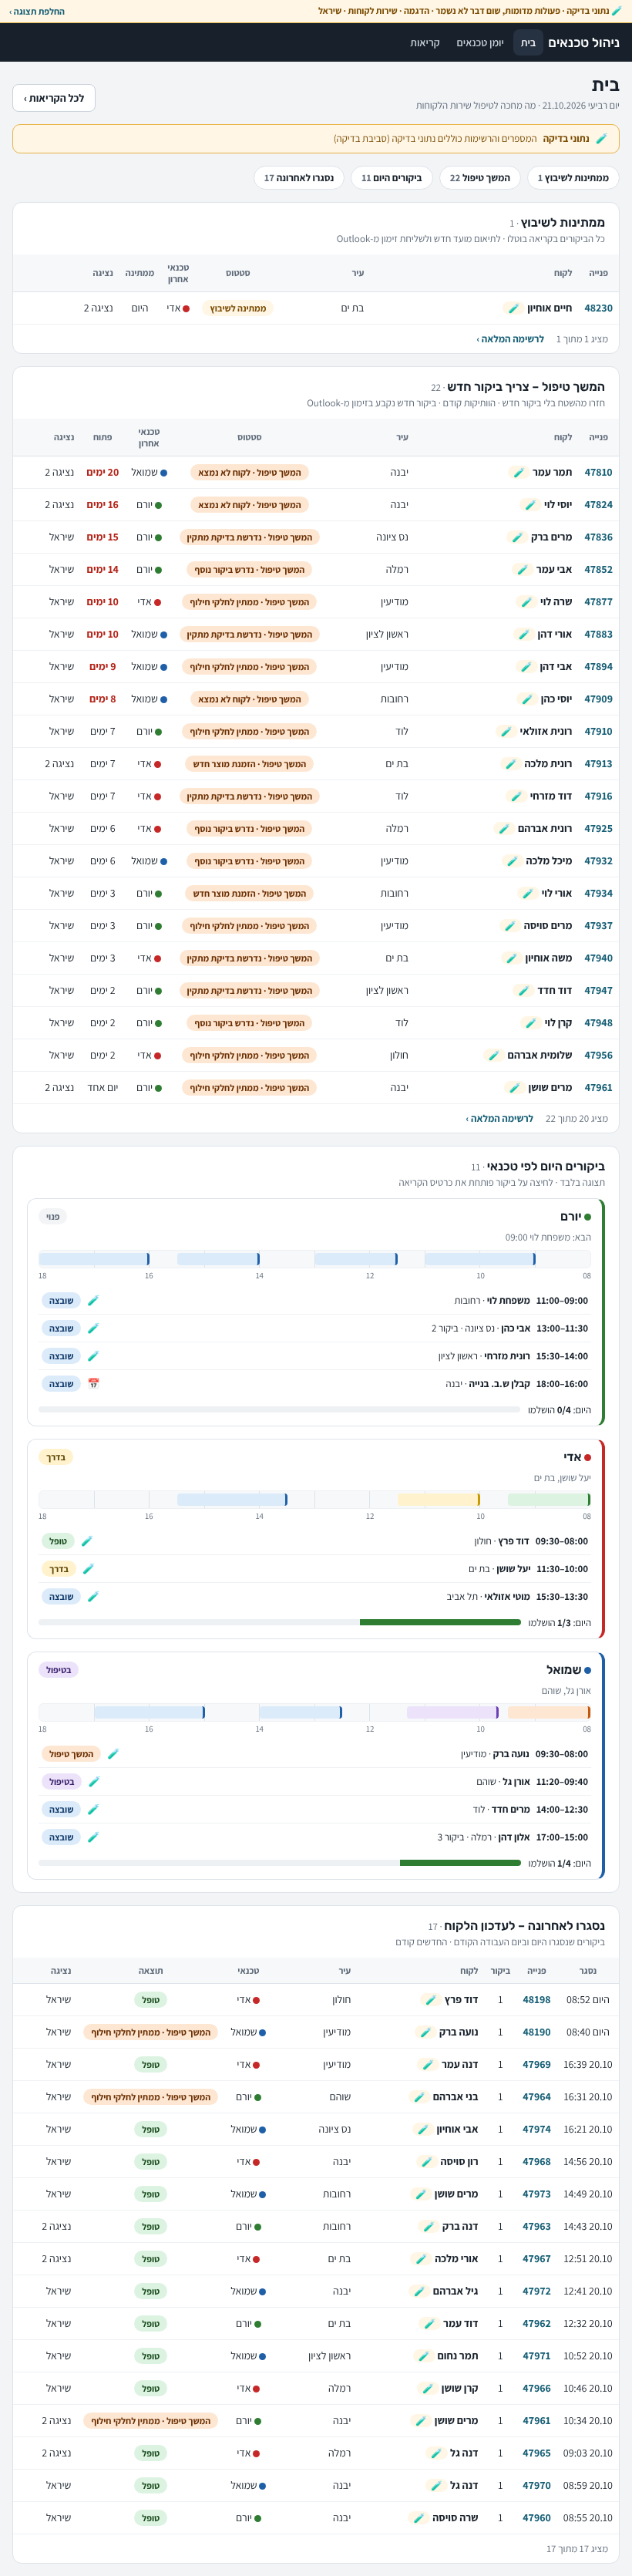 🧪 נתוני בדיקה · פעולות מדומות, שום דבר לא נשמר · הדגמה · שירות לקוחות · שיראל
החלפת תצוגה ›
ניהול טכנאים בית יומן טכנאים קריאות
בית
יום רביעי 21.10.2026 · מה מחכה לטיפול שירות הלקוחות
לכל הקריאות ›
🧪 נתוני בדיקה המספרים והרשימות כוללים נתוני בדיקה (סביבת בדיקה)
ממתינות לשיבוץ 1 המשך טיפול 22 ביקורים היום 11 נסגרו לאחרונה 17
ממתינות לשיבוץ · 1
כל הביקורים בקריאה בוטלו · לתיאום מועד חדש ולשליחת זימון מ-Outlook
פנייה לקוח עיר סטטוס טכנאי אחרון ממתינה נציגה
48230 חיים אוחיון 🧪 בת ים ממתינה לשיבוץ אדי היום נציגה 2
מציג 1 מתוך 1 לרשימה המלאה ›
המשך טיפול – צריך ביקור חדש · 22
חזרו מהשטח בלי ביקור חדש · הוותיקות קודם · ביקור חדש נקבע בזימון מ-Outlook
פנייה לקוח עיר סטטוס טכנאי אחרון פתוח נציגה
47810 תמר עמר 🧪 יבנה המשך טיפול · לקוח לא נמצא שמואל 20 ימים נציגה 2
47824 יוסי לוי 🧪 יבנה המשך טיפול · לקוח לא נמצא יורם 16 ימים נציגה 2
47836 מרים ברק 🧪 נס ציונה המשך טיפול · נדרשת בדיקת מתקין יורם 15 ימים שיראל
47852 אבי עמר 🧪 רמלה המשך טיפול · נדרש ביקור נוסף יורם 14 ימים שיראל
47877 שרה לוי 🧪 מודיעין המשך טיפול · ממתין לחלקי חילוף אדי 10 ימים שיראל
47883 אורי דהן 🧪 ראשון לציון המשך טיפול · נדרשת בדיקת מתקין שמואל 10 ימים שיראל
47894 אבי דהן 🧪 מודיעין המשך טיפול · ממתין לחלקי חילוף שמואל 9 ימים שיראל
47909 יוסי כהן 🧪 רחובות המשך טיפול · לקוח לא נמצא שמואל 8 ימים שיראל
47910 רונית אזולאי 🧪 לוד המשך טיפול · ממתין לחלקי חילוף יורם 7 ימים שיראל
47913 רונית מלכה 🧪 בת ים המשך טיפול · הזמנת מוצר חדש אדי 7 ימים נציגה 2
47916 דוד מזרחי 🧪 לוד המשך טיפול · נדרשת בדיקת מתקין אדי 7 ימים שיראל
47925 רונית אברהם 🧪 רמלה המשך טיפול · נדרש ביקור נוסף אדי 6 ימים שיראל
47932 מיכל מלכה 🧪 מודיעין המשך טיפול · נדרש ביקור נוסף שמואל 6 ימים שיראל
47934 אורי לוי 🧪 רחובות המשך טיפול · הזמנת מוצר חדש יורם 3 ימים שיראל
47937 מרים סויסה 🧪 מודיעין המשך טיפול · ממתין לחלקי חילוף יורם 3 ימים שיראל
47940 משה אוחיון 🧪 בת ים המשך טיפול · נדרשת בדיקת מתקין אדי 3 ימים שיראל
47947 דוד חדד 🧪 ראשון לציון המשך טיפול · נדרשת בדיקת מתקין יורם 2 ימים שיראל
47948 קרן לוי 🧪 לוד המשך טיפול · נדרש ביקור נוסף יורם 2 ימים שיראל
47956 שלומית אברהם 🧪 חולון המשך טיפול · ממתין לחלקי חילוף אדי 2 ימים שיראל
47961 מרים שושן 🧪 יבנה המשך טיפול · ממתין לחלקי חילוף יורם יום אחד נציגה 2
מציג 20 מתוך 22 לרשימה המלאה ›
ביקורים היום לפי טכנאי · 11
תצוגה בלבד · לחיצה על ביקור פותחת את כרטיס הקריאה
יורם פנוי
הבא: משפחת לוי 09:00
08 10 12 14 16 18
11:00–09:00 משפחת לוי · רחובות 🧪 שובצה
13:00–11:30 אבי כהן · נס ציונה · ביקור 2 🧪 שובצה
15:30–14:00 רונית מזרחי · ראשון לציון 🧪 שובצה
18:00–16:00 קבלן ש.ב. בנייה · יבנה 📅 שובצה
היום: 0/4 הושלמו
אדי בדרך
יעל שושן, בת ים
08 10 12 14 16 18
09:30–08:00 דוד פרץ · חולון 🧪 טופל
11:30–10:00 יעל שושן · בת ים 🧪 בדרך
15:30–13:30 מוטי אזולאי · תל אביב 🧪 שובצה
היום: 1/3 הושלמו
שמואל בטיפול
אורן גל, שוהם
08 10 12 14 16 18
09:30–08:00 נועה ברק · מודיעין 🧪 המשך טיפול
11:20–09:40 אורן גל · שוהם 🧪 בטיפול
14:00–12:30 מרים חדד · לוד 🧪 שובצה
17:00–15:00 אלון דהן · רמלה · ביקור 3 🧪 שובצה
היום: 1/4 הושלמו
נסגרו לאחרונה – לעדכון הלקוח · 17
ביקורים שנסגרו היום וביום העבודה הקודם · החדשים קודם
נסגר פנייה ביקור לקוח עיר טכנאי תוצאה נציגה
היום 08:52 48198 1 דוד פרץ 🧪 חולון אדי טופל שיראל
היום 08:40 48190 1 נועה ברק 🧪 מודיעין שמואל המשך טיפול · ממתין לחלקי חילוף שיראל
20.10 16:39 47969 1 דנה עמר 🧪 מודיעין אדי טופל שיראל
20.10 16:31 47964 1 בני אברהם 🧪 שוהם יורם המשך טיפול · ממתין לחלקי חילוף שיראל
20.10 16:21 47974 1 אבי אוחיון 🧪 נס ציונה שמואל טופל שיראל
20.10 14:56 47968 1 רון סויסה 🧪 יבנה אדי טופל שיראל
20.10 14:49 47973 1 מרים שושן 🧪 רחובות שמואל טופל שיראל
20.10 14:43 47963 1 דנה ברק 🧪 רחובות יורם טופל נציגה 2
20.10 12:51 47967 1 אורי מלכה 🧪 בת ים אדי טופל נציגה 2
20.10 12:41 47972 1 גיל אברהם 🧪 יבנה שמואל טופל שיראל
20.10 12:32 47962 1 דוד עמר 🧪 בת ים יורם טופל שיראל
20.10 10:52 47971 1 תמר נחום 🧪 ראשון לציון שמואל טופל שיראל
20.10 10:46 47966 1 קרן שושן 🧪 רמלה אדי טופל שיראל
20.10 10:34 47961 1 מרים שושן 🧪 יבנה יורם המשך טיפול · ממתין לחלקי חילוף נציגה 2
20.10 09:03 47965 1 דנה גל 🧪 רמלה אדי טופל נציגה 2
20.10 08:59 47970 1 דנה גל 🧪 יבנה שמואל טופל שיראל
20.10 08:55 47960 1 שרה סויסה 🧪 יבנה יורם טופל שיראל
מציג 17 מתוך 17